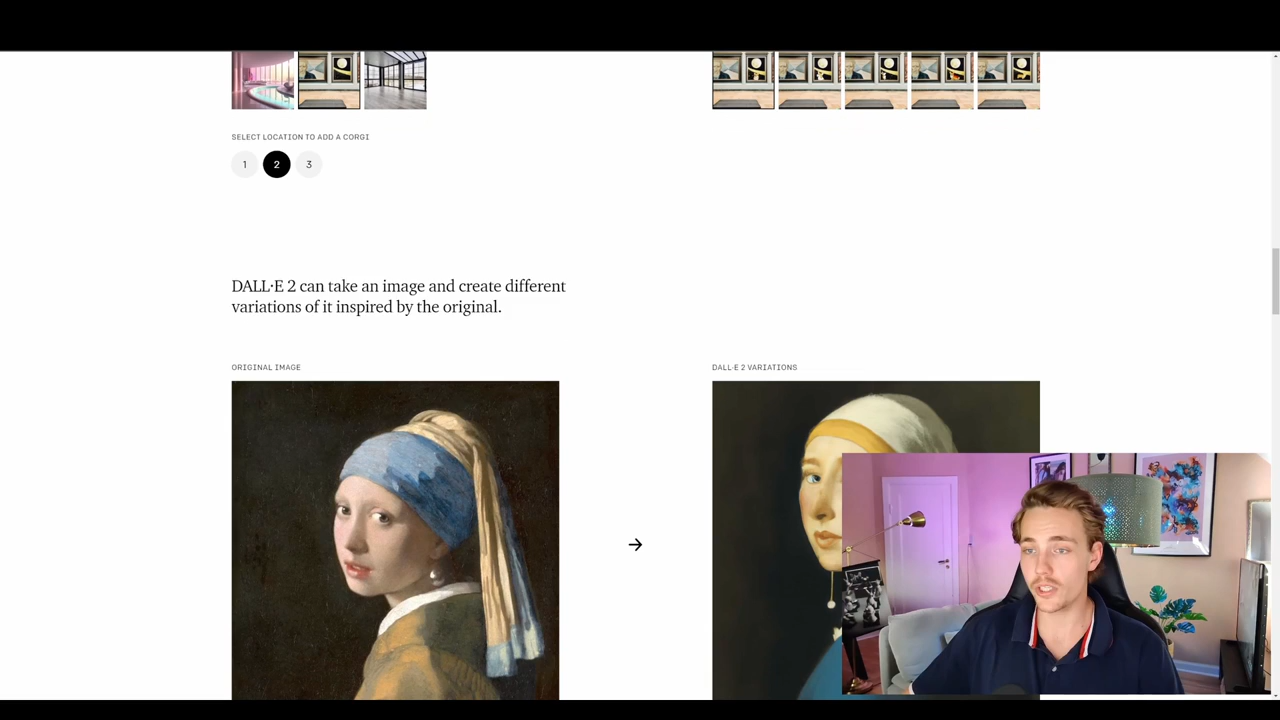 SELECT LOCATION TO ADD A CORGI
1 2 3
DALL·E 2 can take an image and create different
variations of it inspired by the original.
ORIGINAL IMAGE
DALL·E 2 VARIATIONS